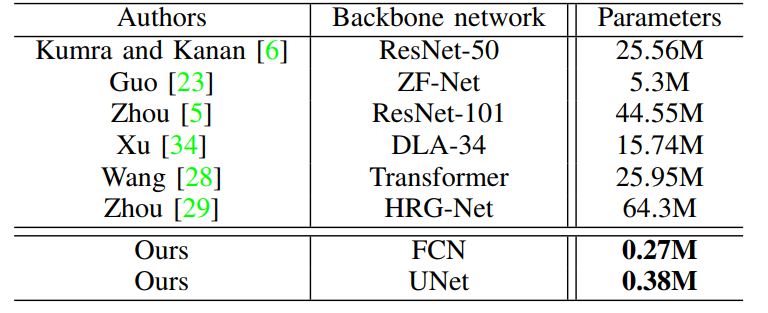 Authors Backbone network Parameters
Kumra and Kanan [6] ResNet-50 25.56M
Guo [23] ZF-Net 5.3M
Zhou [5] ResNet-101 44.55M
Xu [34] DLA-34 15.74M
Wang [28] Transformer 25.95M
Zhou [29] HRG-Net 64.3M
Ours FCN 0.27M
Ours UNet 0.38M